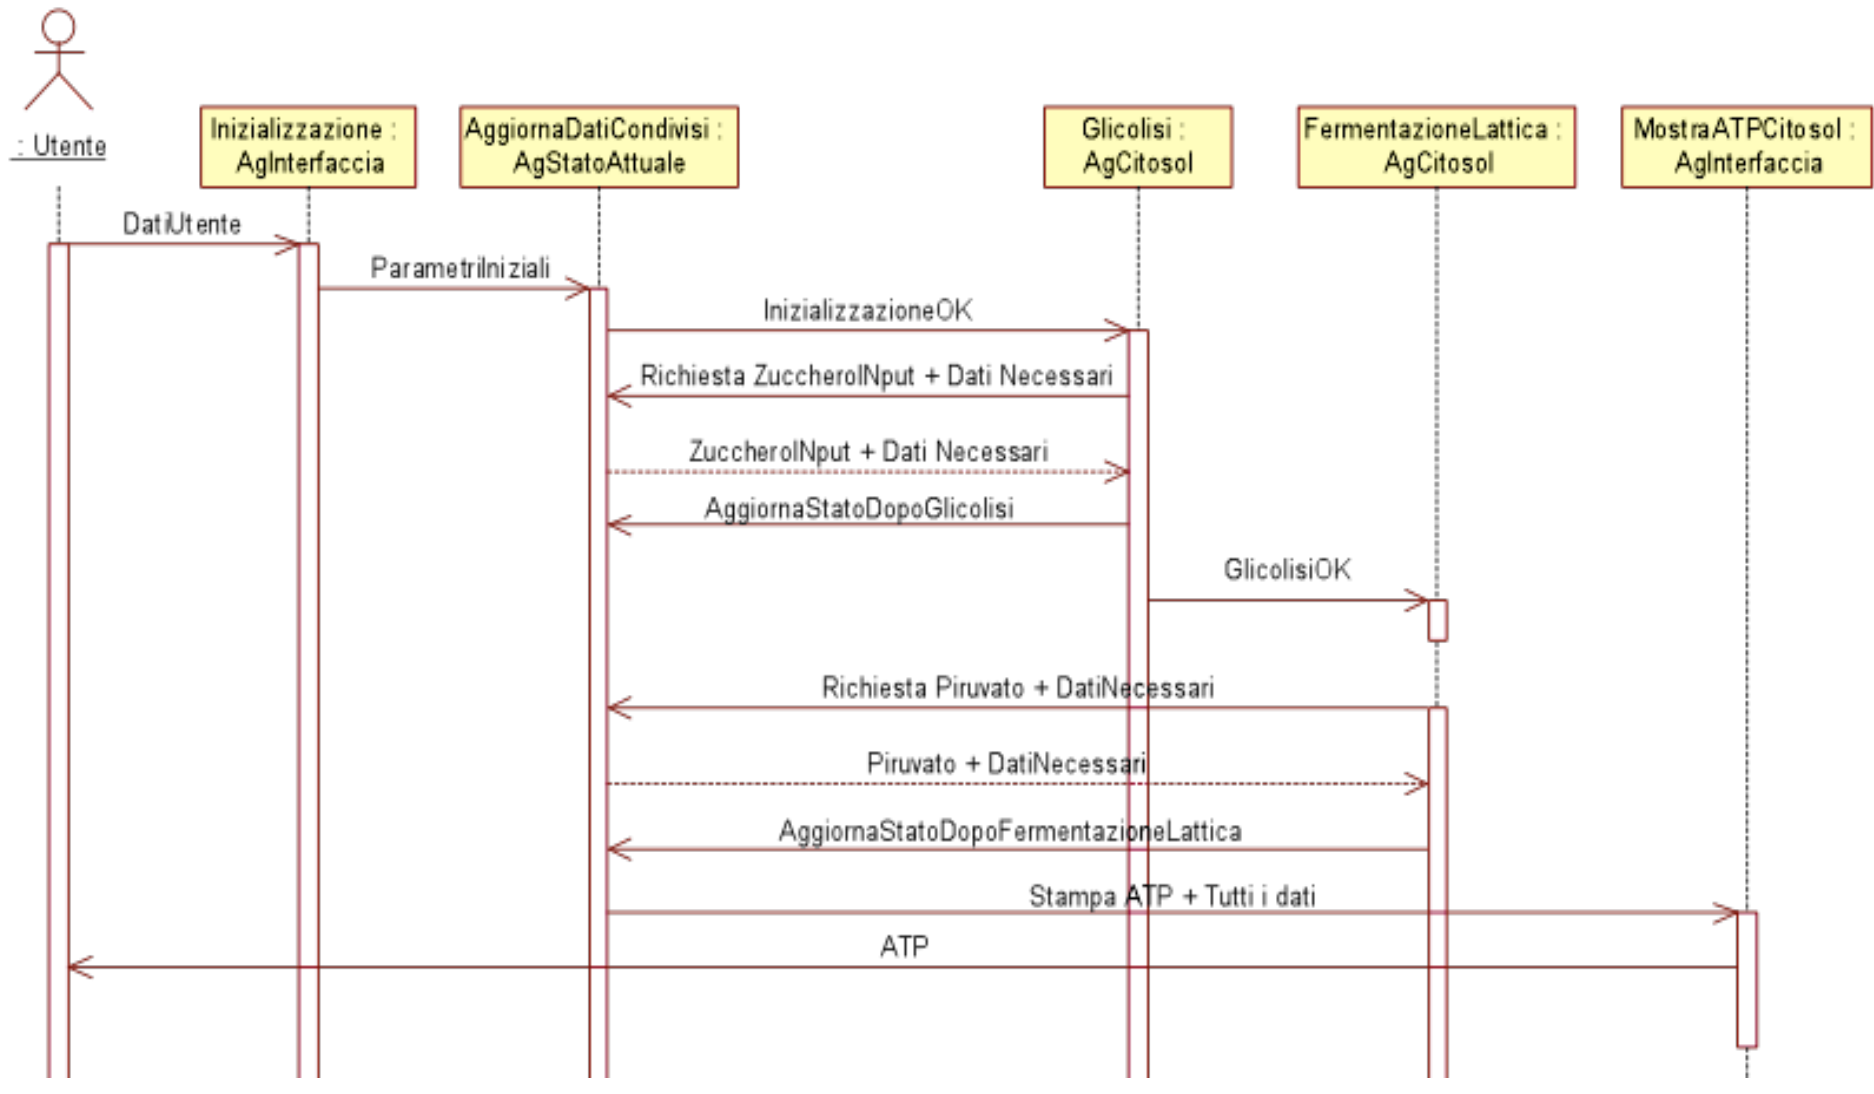 : Utente
Inizializzazione :
AgInterfaccia
AggiornaDatiCondivisi :
AgStatoAttuale
Glicolisi :
AgCitosol
FermentazioneLattica :
AgCitosol
MostraATPCitosol :
AgInterfaccia
DatiUtente
ParametriIniziali
InizializzazioneOK
Richiesta ZuccheroINput + Dati Necessari
ZuccheroINput + Dati Necessari
AggiornaStatoDopoGlicolisi
GlicolisiOK
Richiesta Piruvato + DatiNecessari
Piruvato + DatiNecessari
AggiornaStatoDopoFermentazioneLattica
Stampa ATP + Tutti i dati
ATP